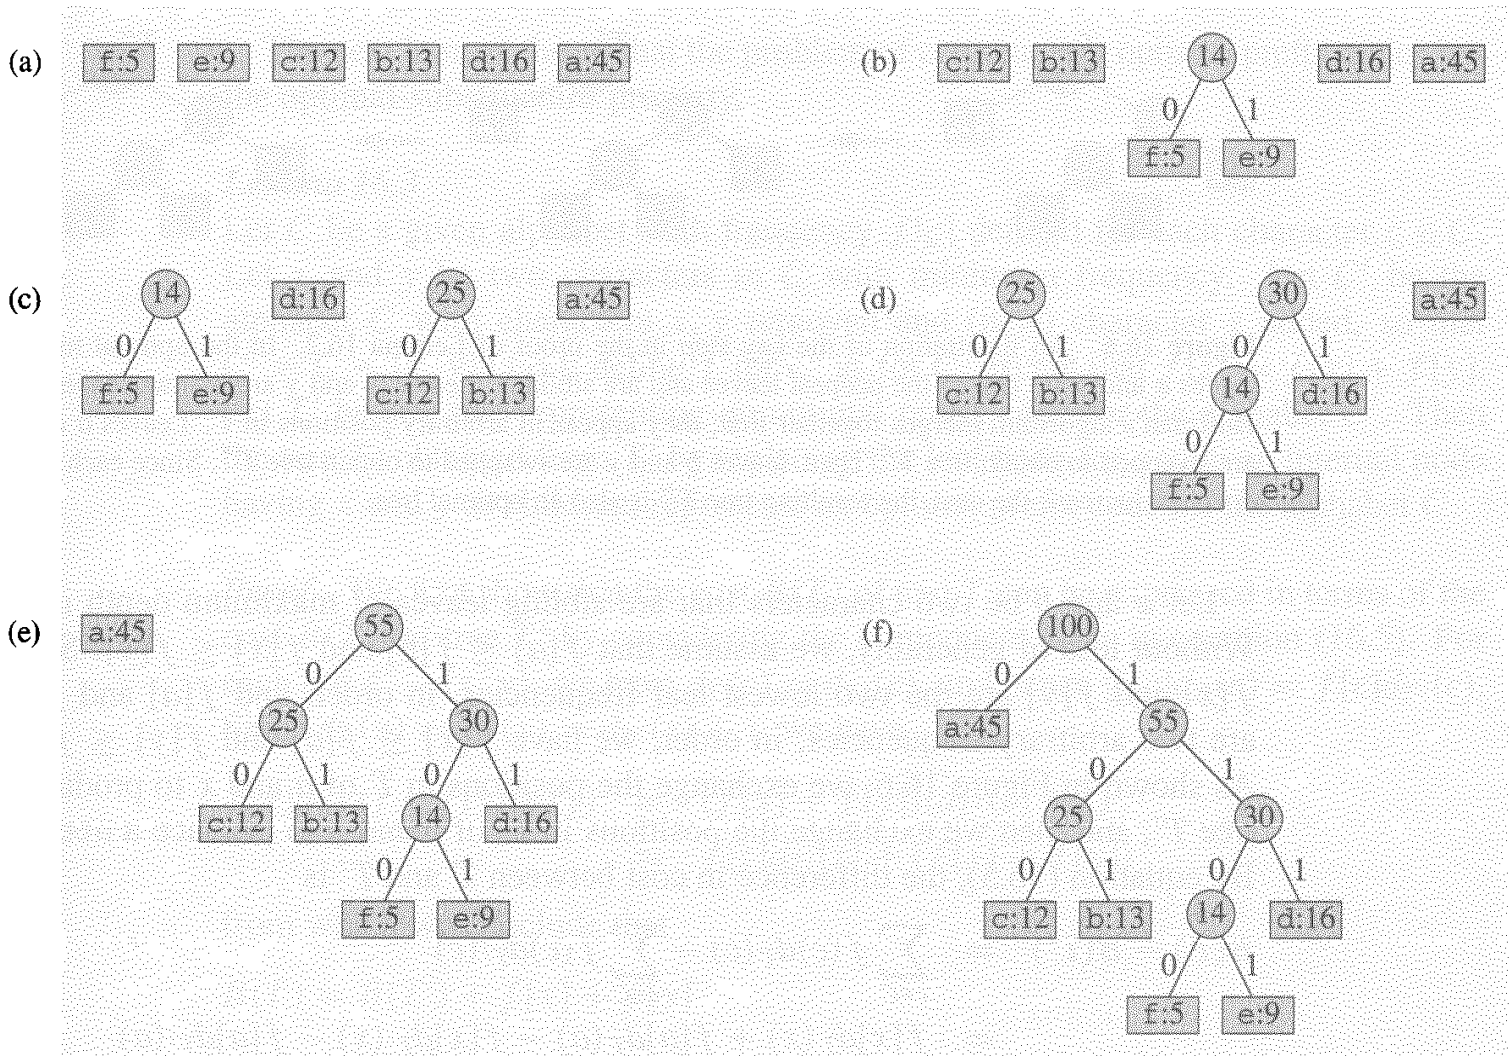 (a) f:5 e:9 c:12 b:13 d:16 a:45
(b) c:12 b:13 14 d:16 a:45
0 1
f:5 e:9
(c) 14 d:16 25 a:45
0 1 0 1
f:5 e:9 c:12 b:13
(d) 25 30 a:45
0 1 0 1
c:12 b:13 14 d:16
0 1
f:5 e:9
(e) a:45 55
0 1
25 30
0 1 0 1
c:12 b:13 14 d:16
0 1
f:5 e:9
(f) 100
0 1
a:45 55
0 1
25 30
0 1 0 1
c:12 b:13 14 d:16
0 1
f:5 e:9